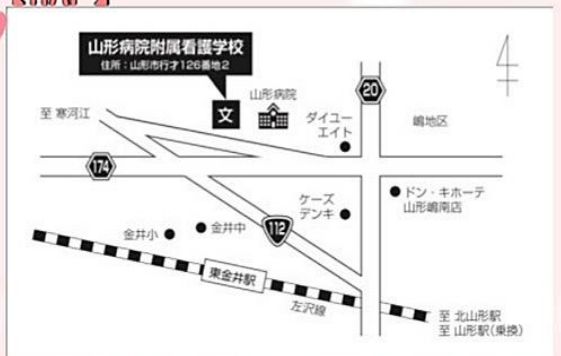 山形病院附属看護学校
住所：山形市行才126番地2
至 寒河江
文
山形病院
20
ダイユー
エイト
嶋地区
174
ケーズ
デンキ
ドン・キホーテ
山形嶋南店
金井小
金井中
112
東金井駅
左沢線
至 北山形駅
至 山形駅(乗換)